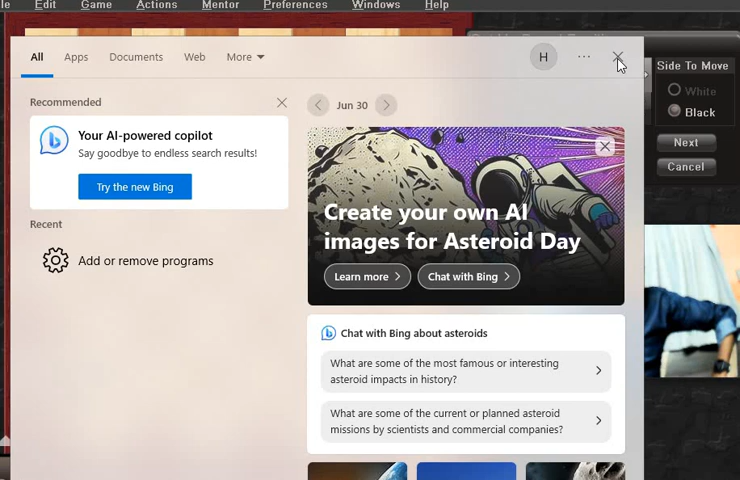 Edit Game Actions Mentor Preferences Windows Help
All Apps Documents Web More
H
Side To Move
White
Black
Next
Cancel
Recommended
Your AI-powered copilot
Say goodbye to endless search results!
Try the new Bing
Recent
Add or remove programs
Jun 30
Create your own AI
images for Asteroid Day
Learn more
Chat with Bing
Chat with Bing about asteroids
What are some of the most famous or interesting
asteroid impacts in history?
What are some of the current or planned asteroid
missions by scientists and commercial companies?